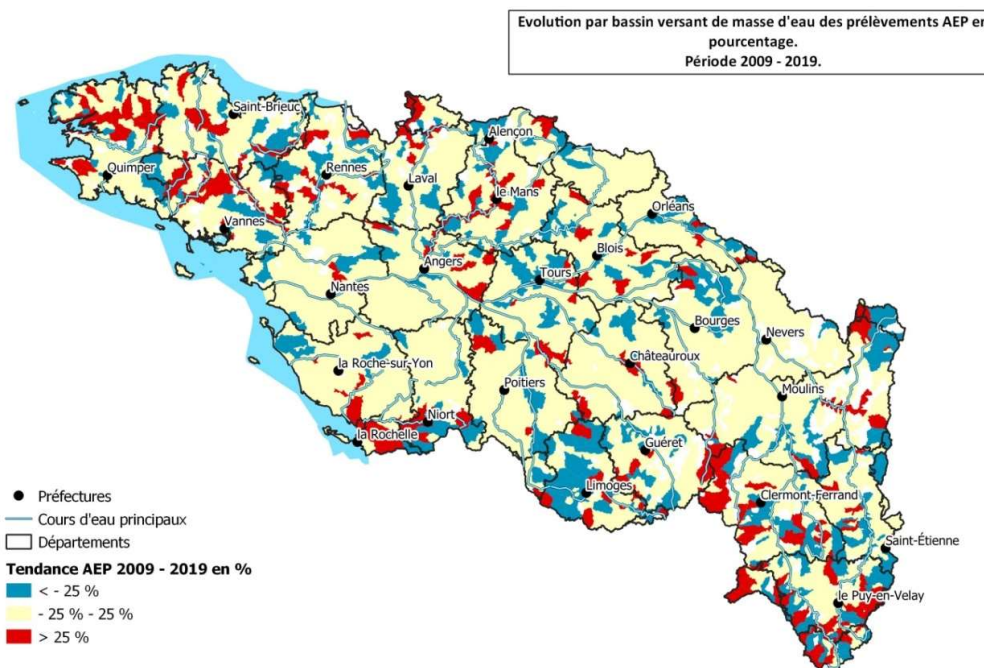 Evolution par bassin versant de masse d'eau des prélèvements AEP en
pourcentage.
Période 2009 - 2019.
Saint-Brieuc
Alençon
Quimper
Rennes
Laval
le Mans
Orléans
Vannes
Blois
Angers
Tours
Nantes
Bourges
Nevers
la Roche-sur-Yon
Châteauroux
Poitiers
Moulins
Niort
la Rochelle
Guéret
Limoges
Clermont-Ferrand
Saint-Étienne
le Puy-en-Velay
Préfectures
Cours d'eau principaux
Départements
Tendance AEP 2009 - 2019 en %
< - 25 %
- 25 % - 25 %
> 25 %